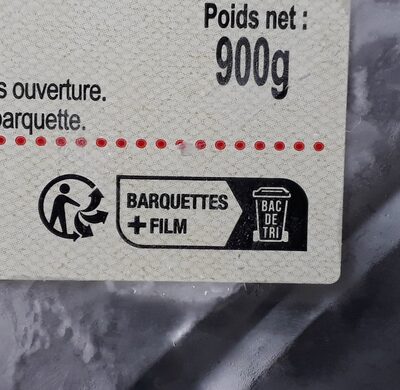 Poids net :
900g
s ouverture.
barquette.
BARQUETTES
+ FILM
BAC
DE
TRI